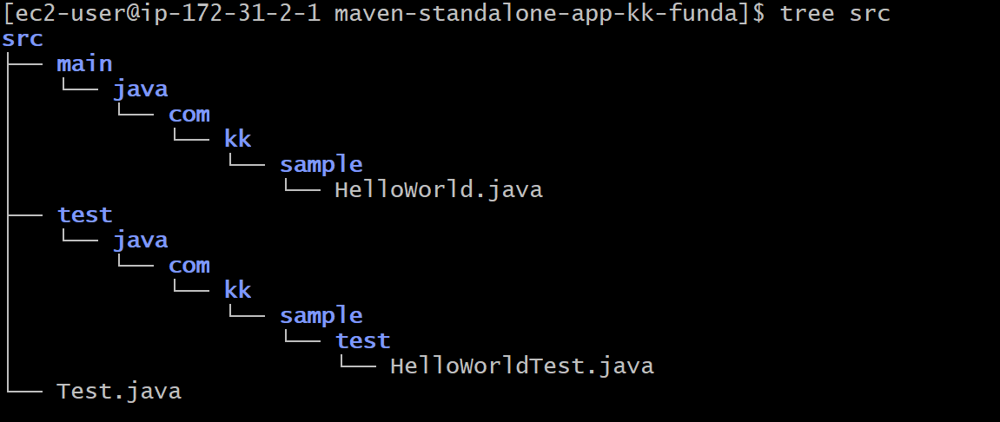 [ec2-user@ip-172-31-2-1 maven-standalone-app-kk-funda]$ tree src
src
├── main
│   └── java
│       └── com
│           └── kk
│               └── sample
│                   └── HelloWorld.java
├── test
│   └── java
│       └── com
│           └── kk
│               └── sample
│                   └── test
│                       └── HelloWorldTest.java
└── Test.java